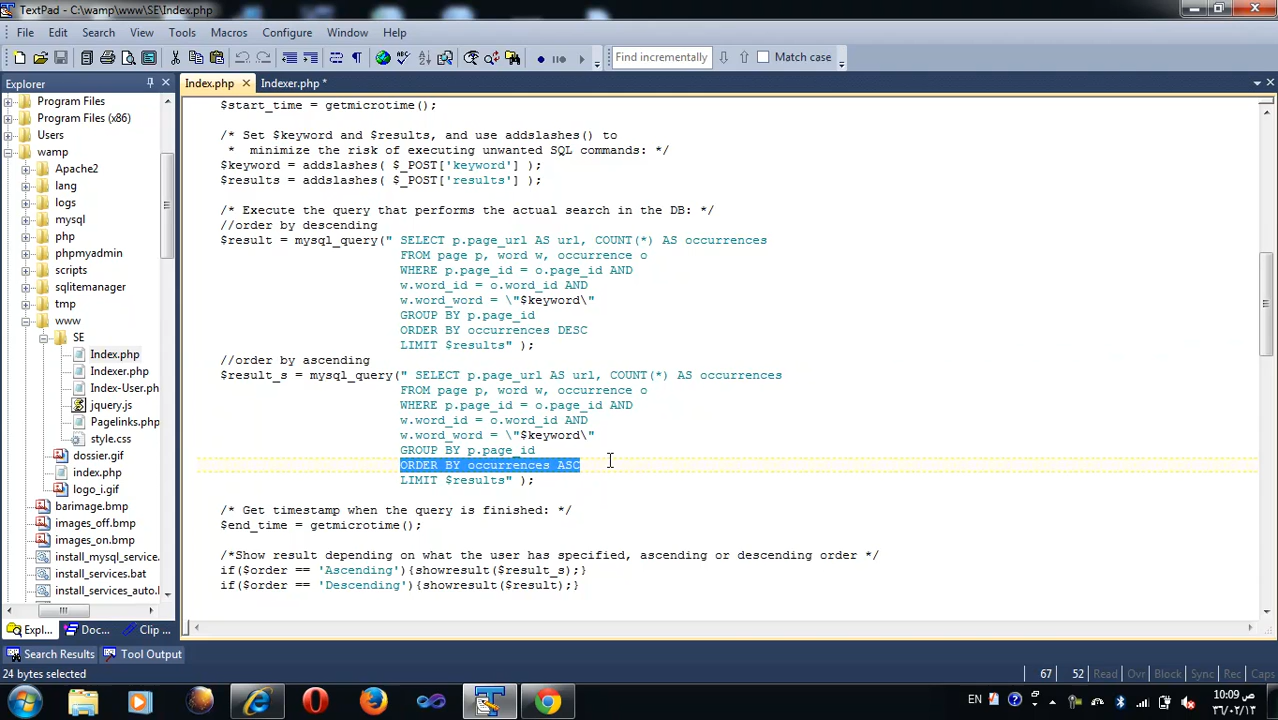 TextPad - C:\wamp\www\SE\Index.php
File Edit Search View Tools Macros Configure Window Help
Find incrementally Match case
Explorer
Program Files
Program Files (x86)
Users
wamp
Apache2
lang
logs
mysql
php
phpmyadmin
scripts
sqlitemanager
tmp
www
SE
Index.php
Indexer.php
Index-User.ph
jquery.js
Pagelinks.php
style.css
dossier.gif
index.php
logo_i.gif
barimage.bmp
images_off.bmp
images_on.bmp
install_mysql_service.
install_services.bat
install_services_auto.l
Expl... Doc... Clip ...
Index.php Indexer.php *
$start_time = getmicrotime();
/* Set $keyword and $results, and use addslashes() to
* minimize the risk of executing unwanted SQL commands: */
$keyword = addslashes( $_POST['keyword'] );
$results = addslashes( $_POST['results'] );
/* Execute the query that performs the actual search in the DB: */
//order by descending
$result = mysql_query(" SELECT p.page_url AS url, COUNT(*) AS occurrences
FROM page p, word w, occurrence o
WHERE p.page_id = o.page_id AND
w.word_id = o.word_id AND
w.word_word = \"$keyword\"
GROUP BY p.page_id
ORDER BY occurrences DESC
LIMIT $results" );
//order by ascending
$result_s = mysql_query(" SELECT p.page_url AS url, COUNT(*) AS occurrences
FROM page p, word w, occurrence o
WHERE p.page_id = o.page_id AND
w.word_id = o.word_id AND
w.word_word = \"$keyword\"
GROUP BY p.page_id
ORDER BY occurrences ASC
LIMIT $results" );
/* Get timestamp when the query is finished: */
$end_time = getmicrotime();
/*Show result depending on what the user has specified, ascending or descending order */
if($order == 'Ascending'){showresult($result_s);}
if($order == 'Descending'){showresult($result);}
Search Results Tool Output
24 bytes selected 67 52 Read Ovr Block Sync Rec Caps
EN 10:09 ص
٣٦/٠٢/١٣